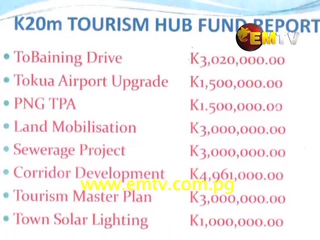 K20m TOURISM HUB FUND REPORT
EMTV
• ToBaining Drive K3,020,000.00
• Tokua Airport Upgrade K1,500,000.00
• PNG TPA K1.500,000.00
• Land Mobilisation K3,000,000.00
• Sewerage Project K3,000,000.00
• Corridor Development K4,961,000.00
www.emtv.com.pg
• Tourism Master Plan K3,000,000.00
• Town Solar Lighting K1,000,000.00